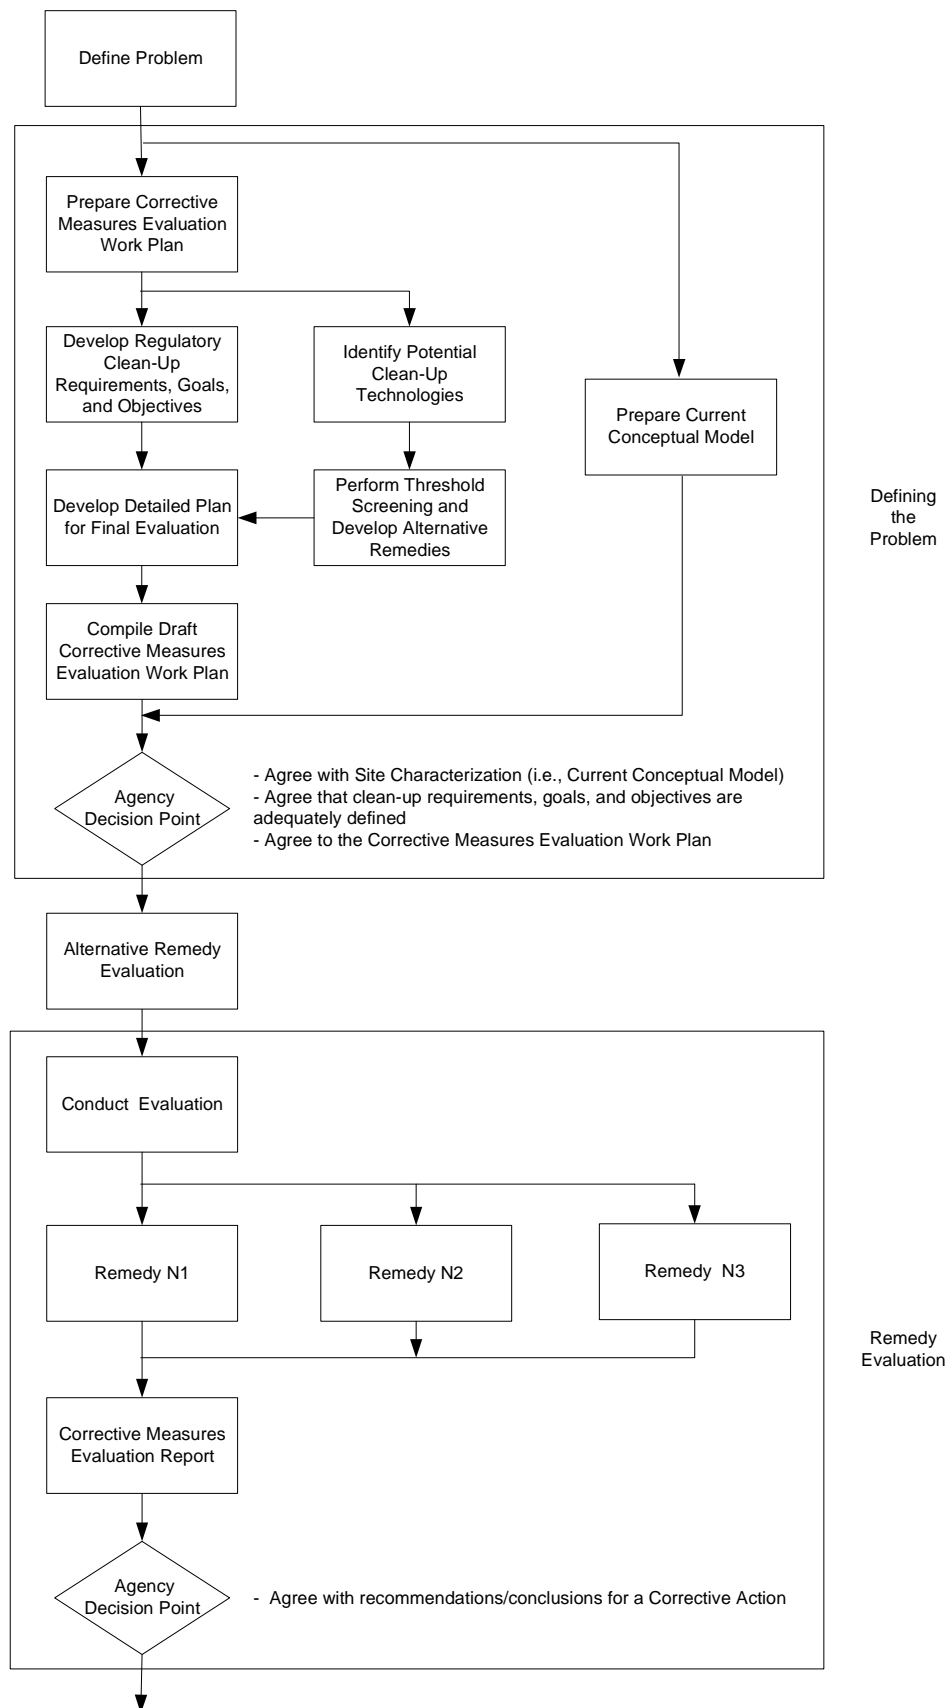 Define Problem
Prepare Corrective
Measures Evaluation
Work Plan
Develop Regulatory
Clean-Up
Requirements, Goals,
and Objectives
Identify Potential
Clean-Up
Technologies
Prepare Current
Conceptual Model
Develop Detailed Plan
for Final Evaluation
Perform Threshold
Screening and
Develop Alternative
Remedies
Defining
the
Problem
Compile Draft
Corrective Measures
Evaluation Work Plan
Agency
Decision Point
- Agree with Site Characterization (i.e., Current Conceptual Model)
- Agree that clean-up requirements, goals, and objectives are
adequately defined
- Agree to the Corrective Measures Evaluation Work Plan
Alternative Remedy
Evaluation
Conduct Evaluation
Remedy N1
Remedy N2
Remedy N3
Remedy
Evaluation
Corrective Measures
Evaluation Report
Agency
Decision Point
- Agree with recommendations/conclusions for a Corrective Action